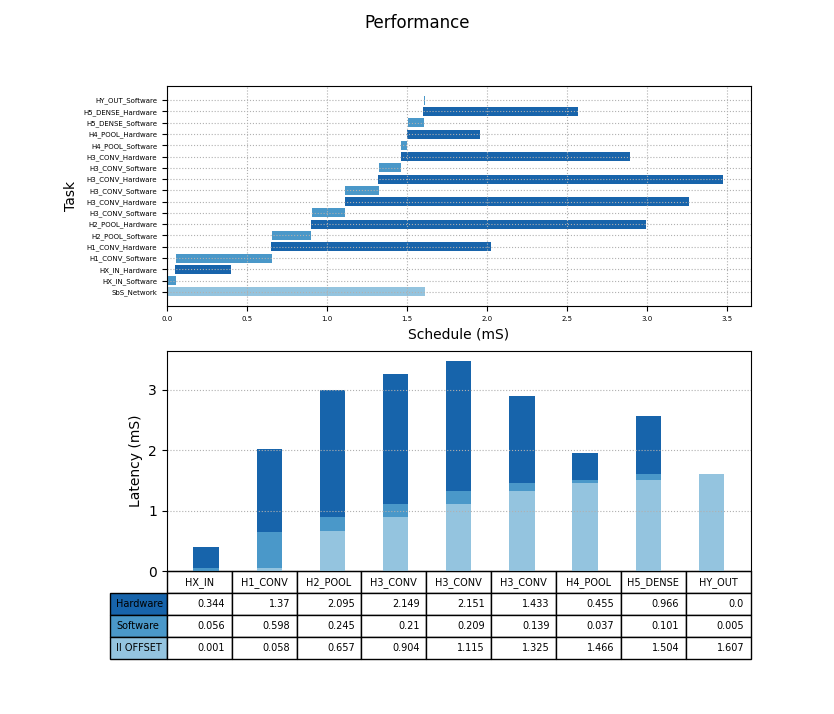 Performance
Task
HY_OUT_Software
H5_DENSE_Hardware
H5_DENSE_Software
H4_POOL_Hardware
H4_POOL_Software
H3_CONV_Hardware
H3_CONV_Software
H3_CONV_Hardware
H3_CONV_Software
H3_CONV_Hardware
H3_CONV_Software
H2_POOL_Hardware
H2_POOL_Software
H1_CONV_Hardware
H1_CONV_Software
HX_IN_Hardware
HX_IN_Software
SbS_Network
0.0 0.5 1.0 1.5 2.0 2.5 3.0 3.5
Schedule (mS)
Latency (mS)
3
2
1
0
HX_IN H1_CONV H2_POOL H3_CONV H3_CONV H3_CONV H4_POOL H5_DENSE HY_OUT
Hardware 0.344 1.37 2.095 2.149 2.151 1.433 0.455 0.966 0.0
Software 0.056 0.598 0.245 0.21 0.209 0.139 0.037 0.101 0.005
II OFFSET 0.001 0.058 0.657 0.904 1.115 1.325 1.466 1.504 1.607